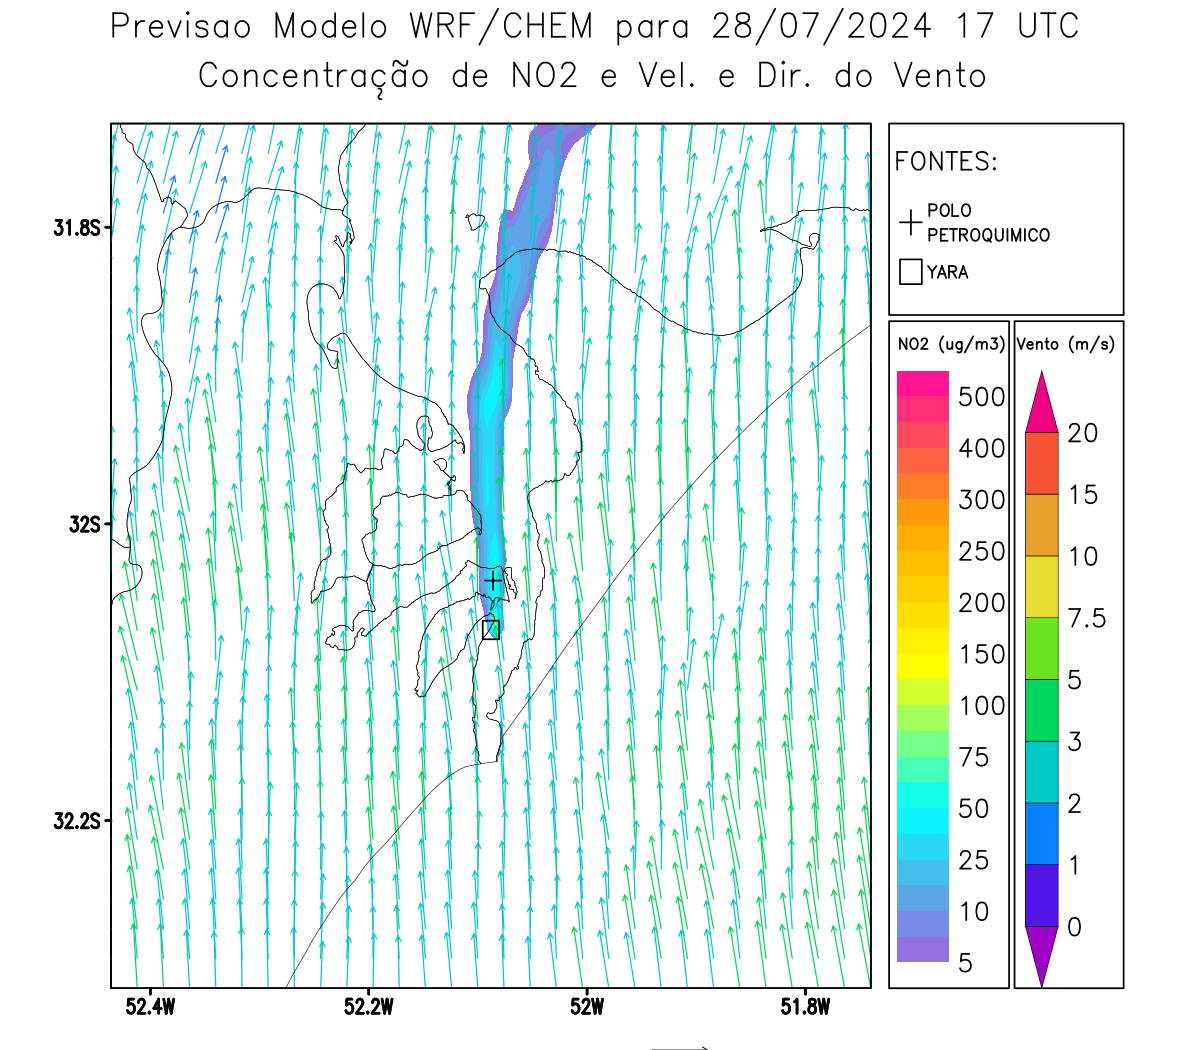 Previsao Modelo WRF/CHEM para 28/07/2024 17 UTC
Concentração de NO2 e Vel. e Dir. do Vento
FONTES:
POLO
PETROQUIMICO
YARA
NO2 (ug/m3)
500
400
300
250
200
150
100
75
50
25
10
5
Vento (m/s)
20
15
10
7.5
5
3
2
1
0
31.8S
32S
32.2S
52.4W
52.2W
52W
51.8W